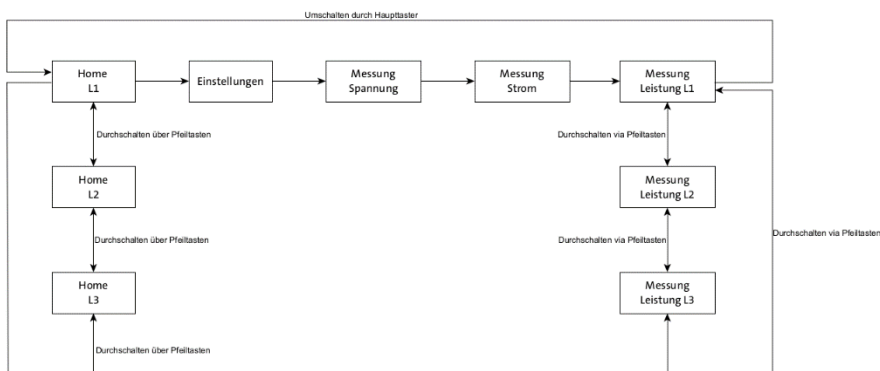 Umschalten durch Haupttaster
Home
L1
Einstellungen
Messung
Spannung
Messung
Strom
Messung
Leistung L1
Durchschalten über Pfeiltasten
Durchschalten via Pfeiltasten
Home
L2
Messung
Leistung L2
Durchschalten über Pfeiltasten
Durchschalten via Pfeiltasten
Durchschalten via Pfeiltasten
Home
L3
Messung
Leistung L3
Durchschalten über Pfeiltasten